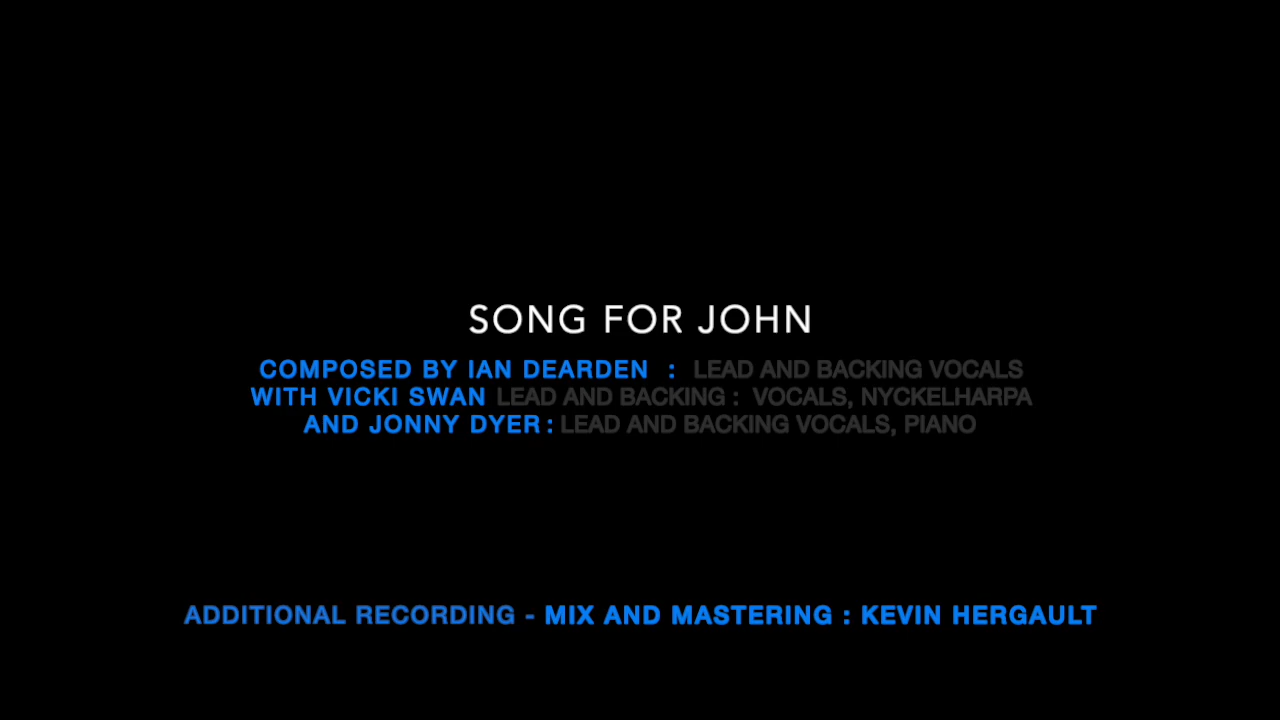 SONG FOR JOHN
COMPOSED BY IAN DEARDEN : LEAD AND BACKING VOCALS
WITH VICKI SWAN LEAD AND BACKING : VOCALS, NYCKELHARPA
AND JONNY DYER : LEAD AND BACKING VOCALS, PIANO
ADDITIONAL RECORDING - MIX AND MASTERING : KEVIN HERGAULT